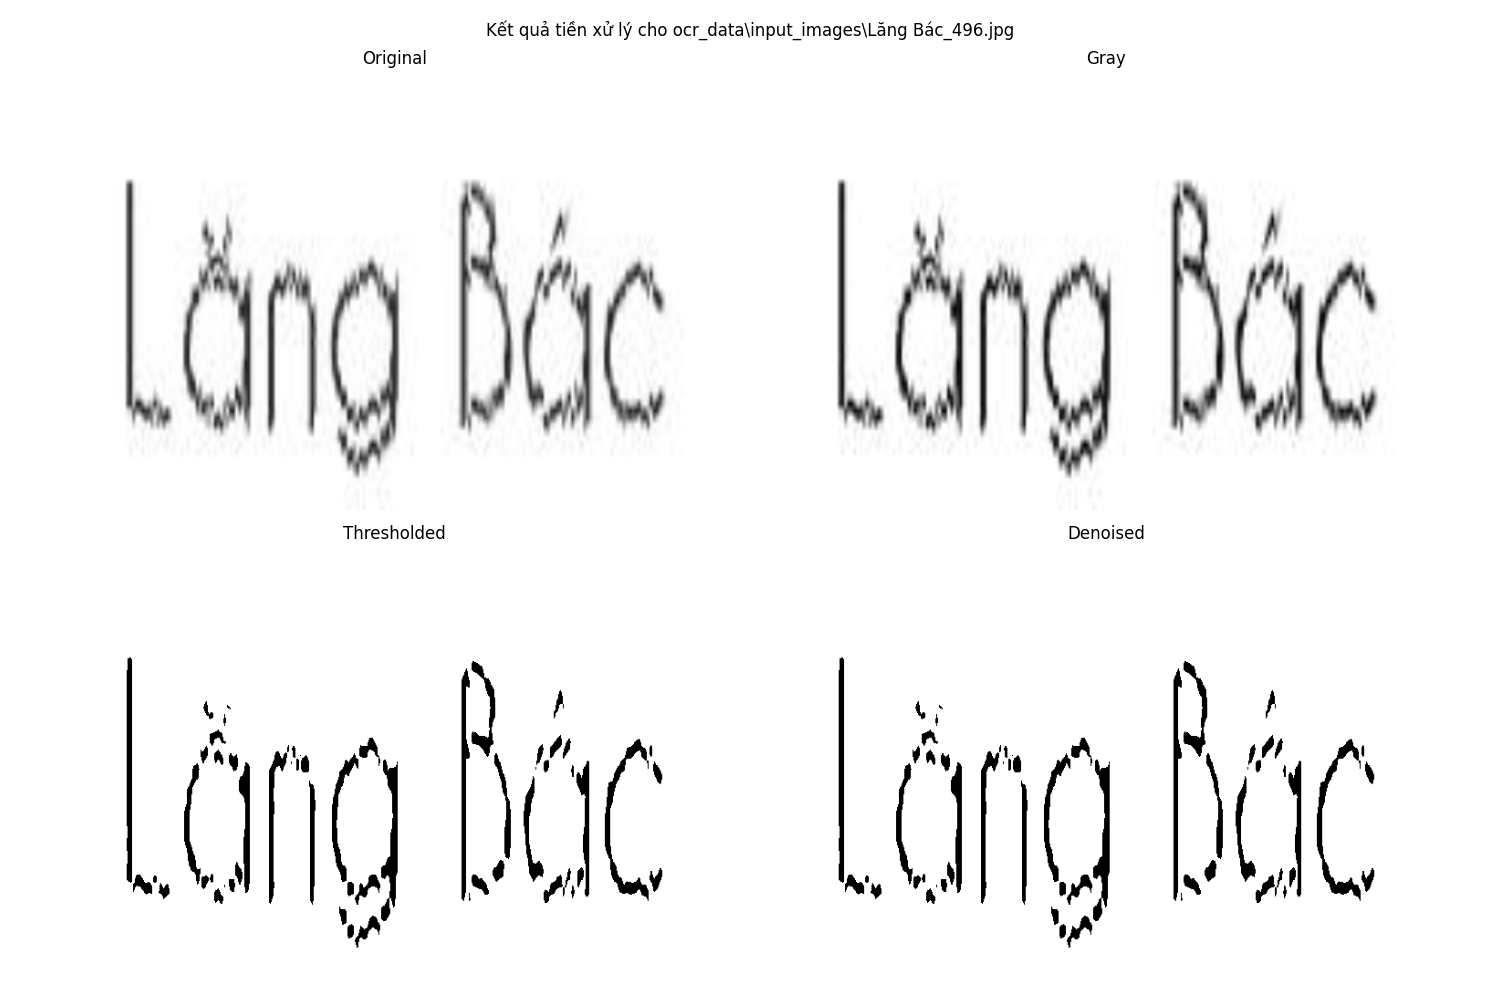 Kết quả tiền xử lý cho ocr_data\input_images\Lăng Bác_496.jpg
Original
Gray
Lăng Bác
Lăng Bác
Thresholded
Denoised
Lăng Bác
Lăng Bác